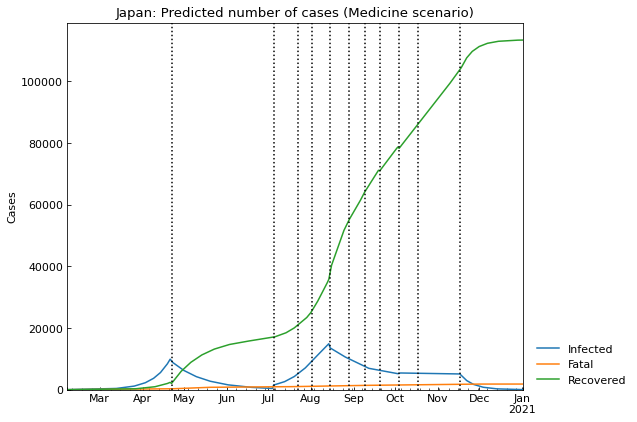 Japan: Predicted number of cases (Medicine scenario)
100000
80000
60000
40000
20000
0
Cases
Mar Apr May Jun Jul Aug Sep Oct Nov Dec Jan
2021
Infected
Fatal
Recovered